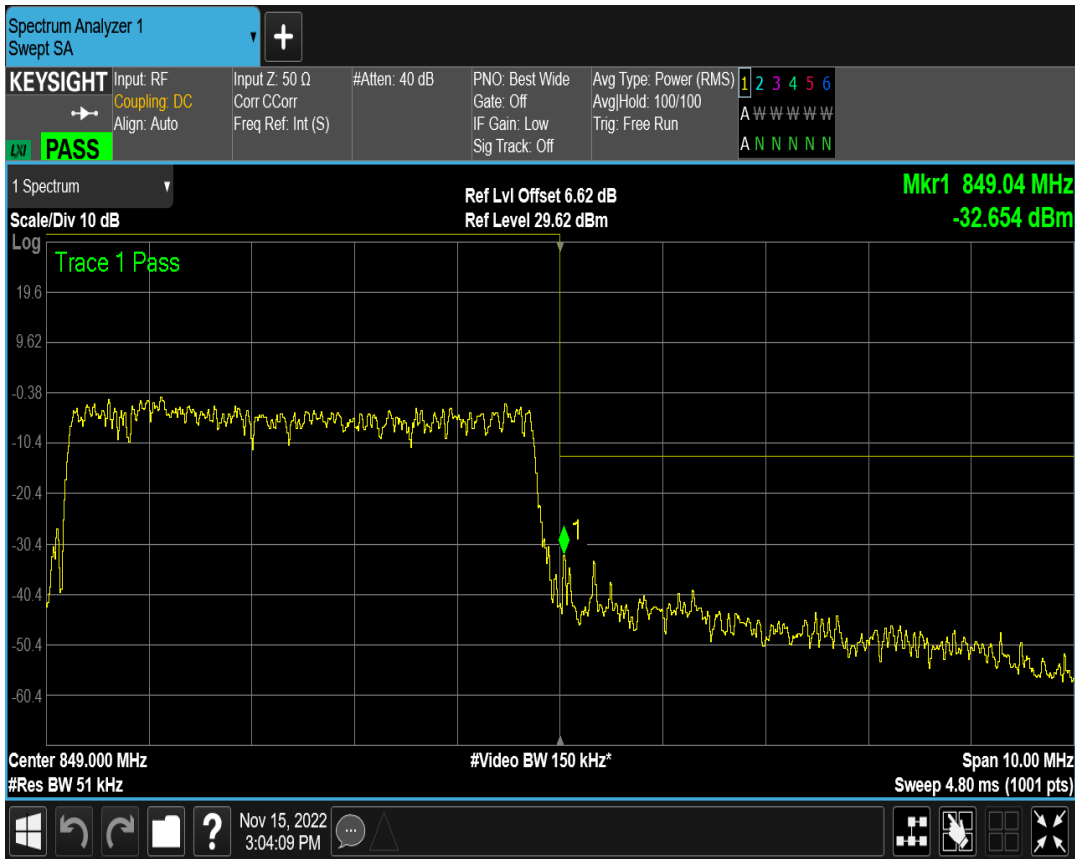 Spectrum Analyzer 1
Swept SA
+
KEYSIGHT
LXI PASS
Input: RF
Coupling: DC
Align: Auto
Input Z: 50 Ω
Corr CCorr
Freq Ref: Int (S)
#Atten: 40 dB
PNO: Best Wide
Gate: Off
IF Gain: Low
Sig Track: Off
Avg Type: Power (RMS)
Avg|Hold: 100/100
Trig: Free Run
1 2 3 4 5 6
A W W W W W
A N N N N N
1 Spectrum
Scale/Div 10 dB
Ref Lvl Offset 6.62 dB
Ref Level 29.62 dBm
Mkr1 849.04 MHz
-32.654 dBm
Log
Trace 1 Pass
19.6
9.62
-0.38
-10.4
-20.4
-30.4
1
-40.4
-50.4
-60.4
Center 849.000 MHz
#Res BW 51 kHz
#Video BW 150 kHz*
Span 10.00 MHz
Sweep 4.80 ms (1001 pts)
?
Nov 15, 2022
3:04:09 PM